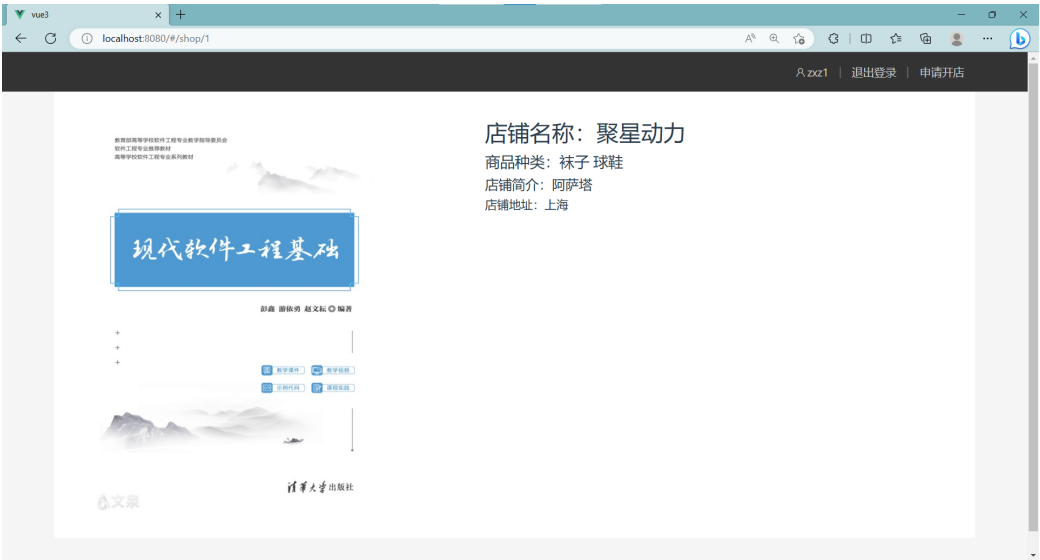 vue3
localhost:8080/#/shop/1
zxz1 | 退出登录 | 申请开店
教育部高等学校软件工程专业教学指导委员会
软件工程专业推荐教材
高等学校软件工程专业系列教材
现代软件工程基础
彭鑫 游依勇 赵文耘◎编著
教学课件 教学视频
示例代码 课程实践
清华大学出版社
文泉
店铺名称：聚星动力
商品种类：袜子 球鞋
店铺简介：阿萨塔
店铺地址：上海